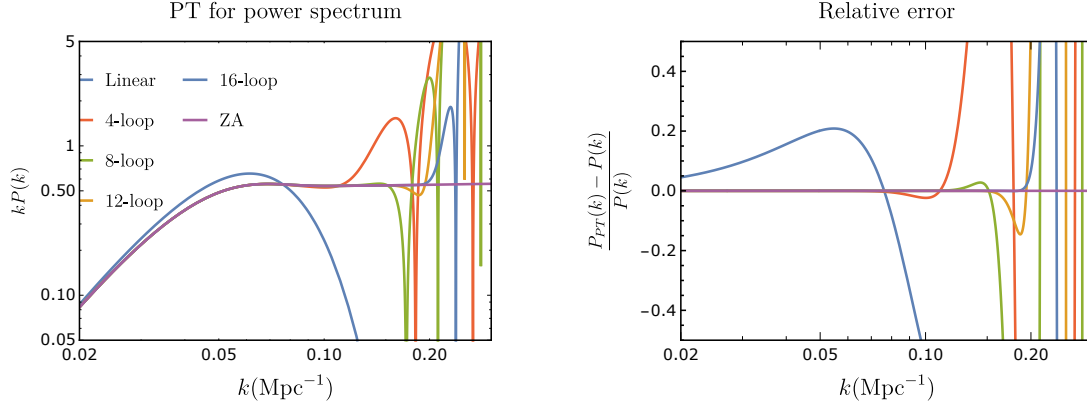 PT for power spectrum
5
1
0.50
0.10
0.05
kP(k)
Linear
4-loop
8-loop
12-loop
16-loop
ZA
0.02
0.05
0.10
0.20
k(Mpc⁻¹)
Relative error
0.4
0.2
0.0
-0.2
-0.4
P_{PT}(k) − P(k)
P(k)
0.02
0.05
0.10
0.20
k(Mpc⁻¹)